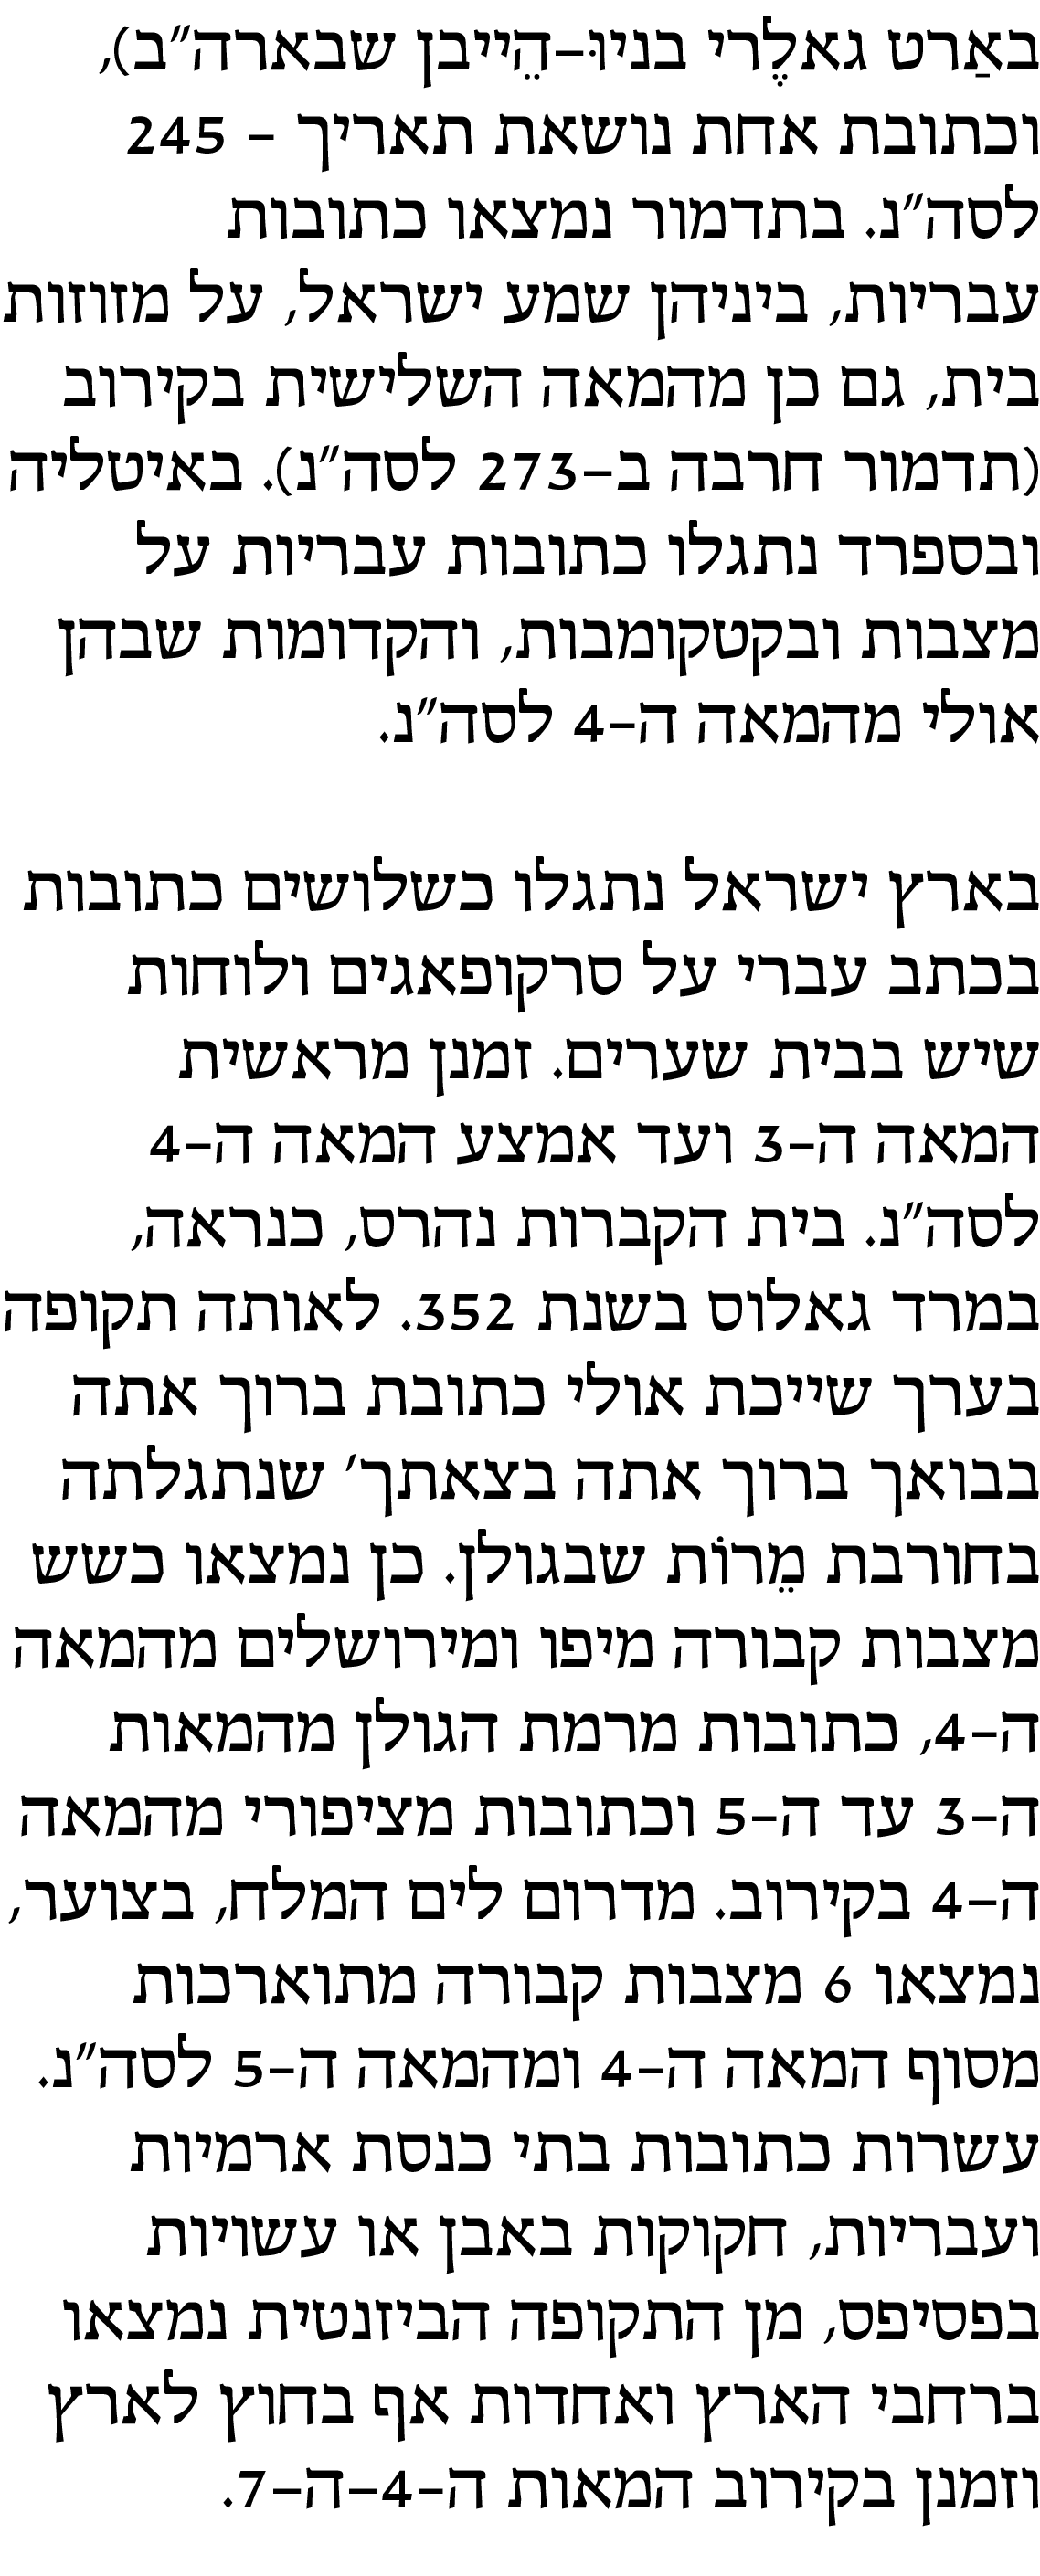 באַרט גאלֶרי בניוּ–הֵייבן שבארה״ב),
וכתובת אחת נושאת תאריך – 245
לסה״נ. בתדמור נמצאו כתובות
עבריות, ביניהן שמע ישראל, על מזוזות
בית, גם כן מהמאה השלישית בקירוב
(תדמור חרבה ב–273 לסה״נ). באיטליה
ובספרד נתגלו כתובות עבריות על
מצבות ובקטקומבות, והקדומות שבהן
אולי מהמאה ה–4 לסה״נ.

בארץ ישראל נתגלו כשלושים כתובות
בכתב עברי על סרקופאגים ולוחות
שיש בבית שערים. זמנן מראשית
המאה ה–3 ועד אמצע המאה ה–4
לסה״נ. בית הקברות נהרס, כנראה,
במרד גאלוס בשנת 352. לאותה תקופה
בערך שייכת אולי כתובת ברוך אתה
בבואך ברוך אתה בצאתך׳ שנתגלתה
בחורבת מֵרוֹת שבגולן. כן נמצאו כשש
מצבות קבורה מיפו ומירושלים מהמאה
ה–4, כתובות מרמת הגולן מהמאות
ה–3 עד ה–5 וכתובות מציפורי מהמאה
ה–4 בקירוב. מדרום לים המלח, בצוער,
נמצאו 6 מצבות קבורה מתוארכות
מסוף המאה ה–4 ומהמאה ה–5 לסה״נ.
עשרות כתובות בתי כנסת ארמיות
ועבריות, חקוקות באבן או עשויות
בפסיפס, מן התקופה הביזנטית נמצאו
ברחבי הארץ ואחדות אף בחוץ לארץ
וזמנן בקירוב המאות ה–4–ה–7.